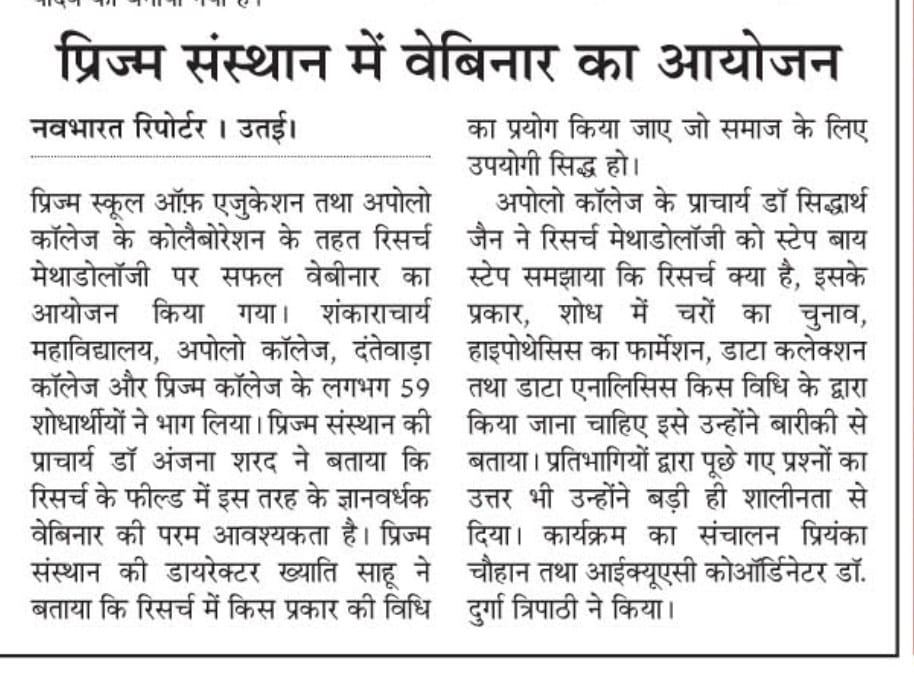 प्रिज्म संस्थान में वेबिनार का आयोजन
नवभारत रिपोर्टर । उतई।
प्रिज्म स्कूल ऑफ़ एजुकेशन तथा अपोलो
कॉलेज के कोलैबोरेशन के तहत रिसर्च
मेथाडोलॉजी पर सफल वेबीनार का
आयोजन किया गया। शंकाराचार्य
महाविद्यालय, अपोलो कॉलेज, दंतेवाड़ा
कॉलेज और प्रिज्म कॉलेज के लगभग 59
शोधार्थीयों ने भाग लिया। प्रिज्म संस्थान की
प्राचार्य डॉ अंजना शरद ने बताया कि
रिसर्च के फील्ड में इस तरह के ज्ञानवर्धक
वेबिनार की परम आवश्यकता है। प्रिज्म
संस्थान की डायरेक्टर ख्याति साहू ने
बताया कि रिसर्च में किस प्रकार की विधि
का प्रयोग किया जाए जो समाज के लिए
उपयोगी सिद्ध हो।
अपोलो कॉलेज के प्राचार्य डॉ सिद्धार्थ
जैन ने रिसर्च मेथाडोलॉजी को स्टेप बाय
स्टेप समझाया कि रिसर्च क्या है, इसके
प्रकार, शोध में चरों का चुनाव,
हाइपोथेसिस का फार्मेशन, डाटा कलेक्शन
तथा डाटा एनालिसिस किस विधि के द्वारा
किया जाना चाहिए इसे उन्होंने बारीकी से
बताया। प्रतिभागियों द्वारा पूछे गए प्रश्नों का
उत्तर भी उन्होंने बड़ी ही शालीनता से
दिया। कार्यक्रम का संचालन प्रियंका
चौहान तथा आईक्यूएसी कोऑर्डिनेटर डॉ.
दुर्गा त्रिपाठी ने किया।